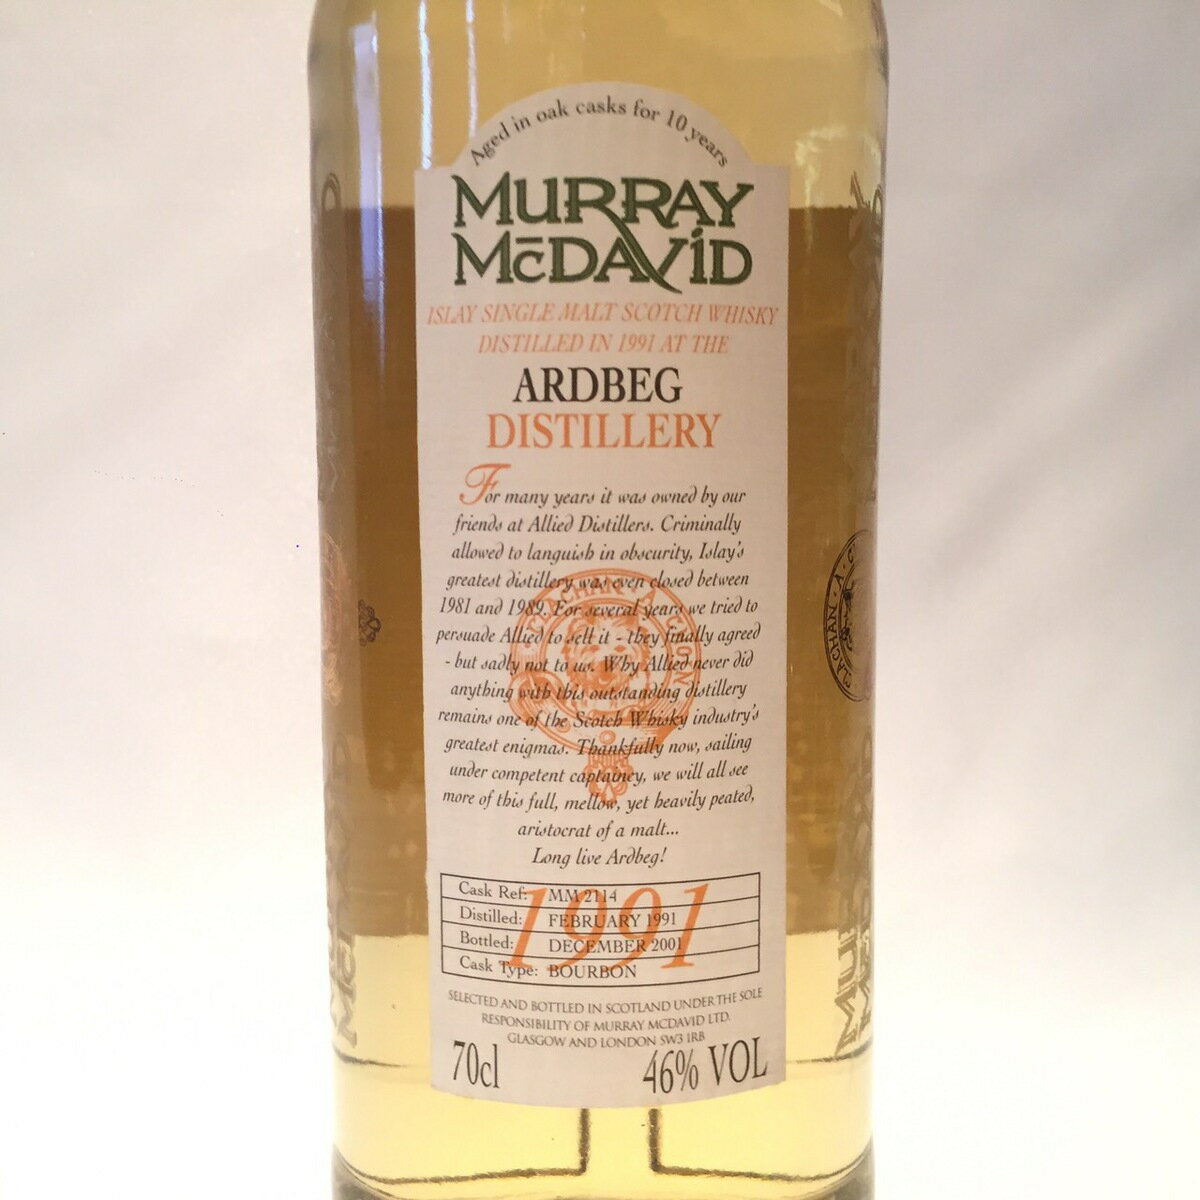 Aged in oak casks for 10 years
MURRAY
McDAVID
ISLAY SINGLE MALT SCOTCH WHISKY
DISTILLED IN 1991 AT THE
ARDBEG
DISTILLERY
For many years it was owned by our
friends at Allied Distillers. Criminally
allowed to languish in obscurity, Islay's
greatest distillery was even closed between
1981 and 1989. For several years we tried to
persuade Allied to sell it - they finally agreed
- but sadly not to us. Why Allied never did
anything with this outstanding distillery
remains one of the Scotch Whisky industry's
greatest enigmas. Thankfully now, sailing
under competent captaincy, we will all see
more of this full, mellow, yet heavily peated,
aristocrat of a malt...
Long live Ardbeg!
CLACHAN · A · CHON
1991
Cask Ref: MM 2114
Distilled: FEBRUARY 1991
Bottled: DECEMBER 2001
Cask Type: BOURBON
SELECTED AND BOTTLED IN SCOTLAND UNDER THE SOLE
RESPONSIBILITY OF MURRAY MCDAVID LTD.
GLASGOW AND LONDON SW3 1RB
70cl 46% VOL